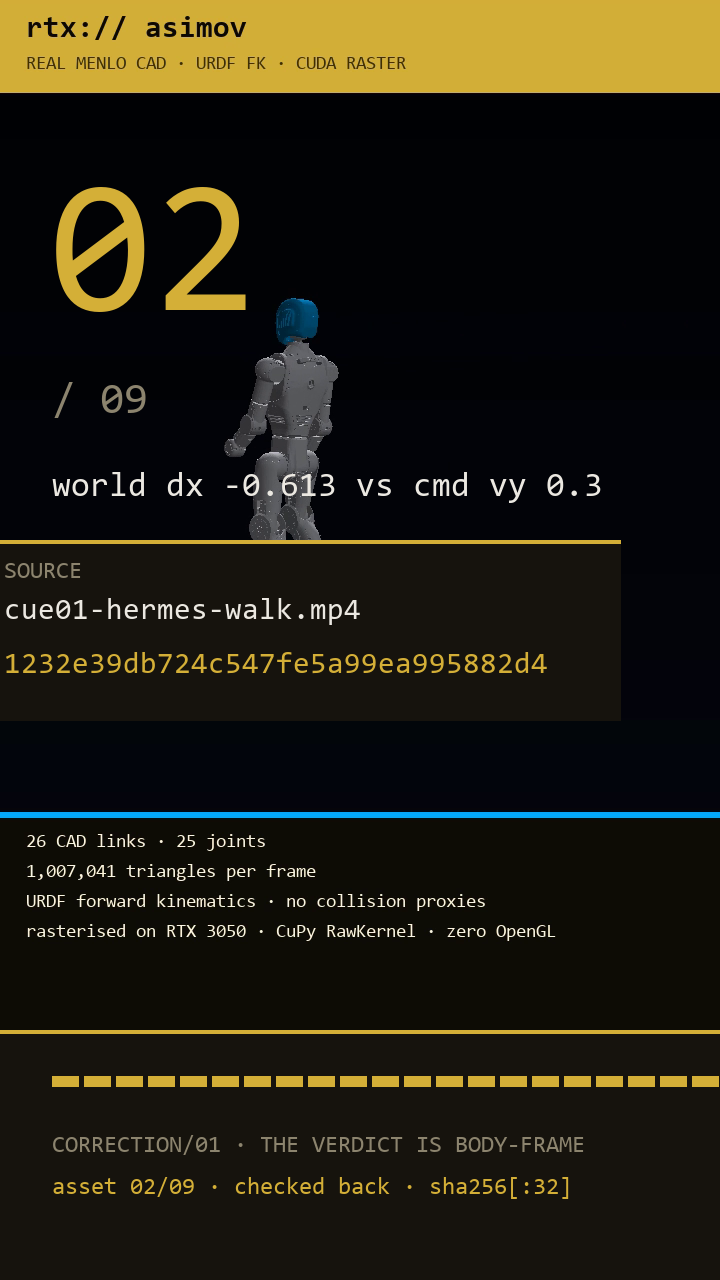 rtx:// asimov
REAL MENLO CAD · URDF FK · CUDA RASTER
02
/ 09
world dx -0.613 vs cmd vy 0.3
SOURCE
cue01-hermes-walk.mp4
1232e39db724c547fe5a99ea995882d4
26 CAD links · 25 joints
1,007,041 triangles per frame
URDF forward kinematics · no collision proxies
rasterised on RTX 3050 · CuPy RawKernel · zero OpenGL
CORRECTION/01 · THE VERDICT IS BODY-FRAME
asset 02/09 · checked back · sha256[:32]